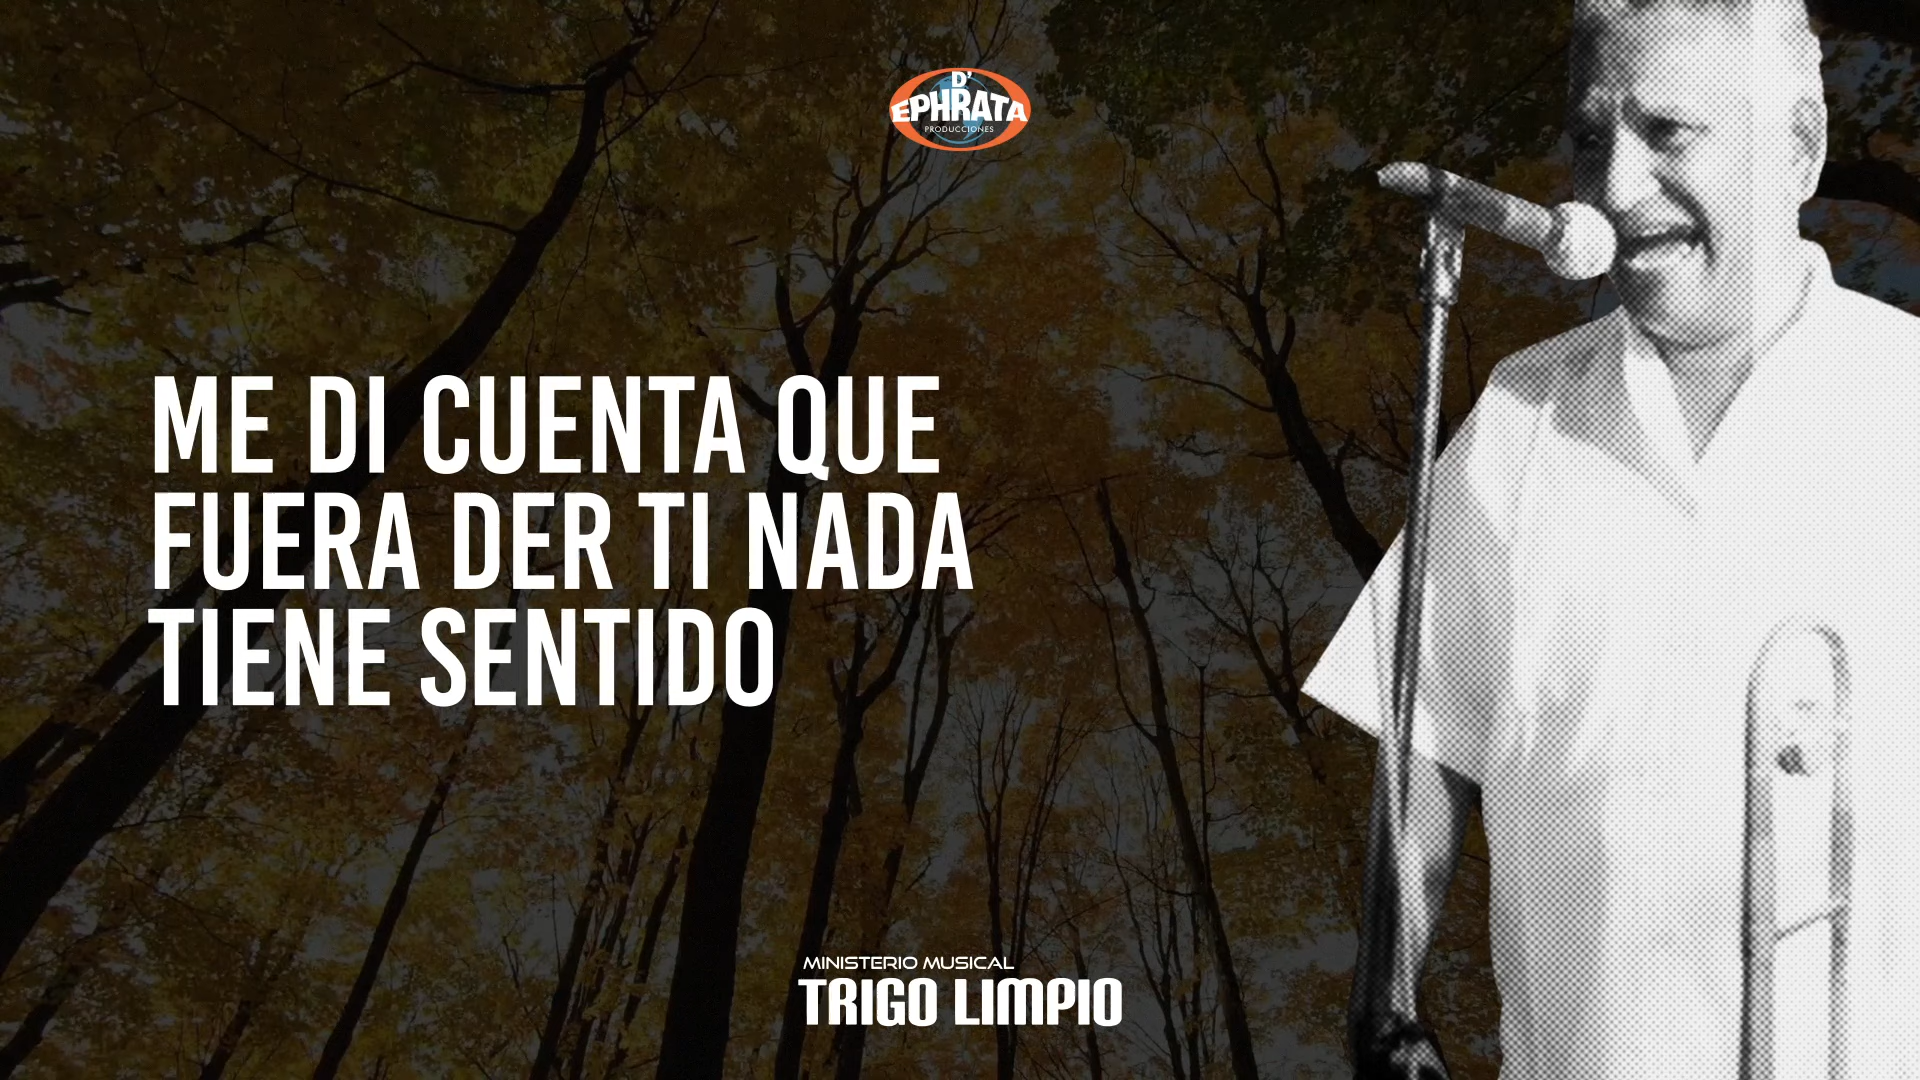 D'
EPHRATA
PRODUCCIONES
ME DI CUENTA QUE
FUERA DER TI NADA
TIENE SENTIDO
MINISTERIO MUSICAL
TRIGO LIMPIO